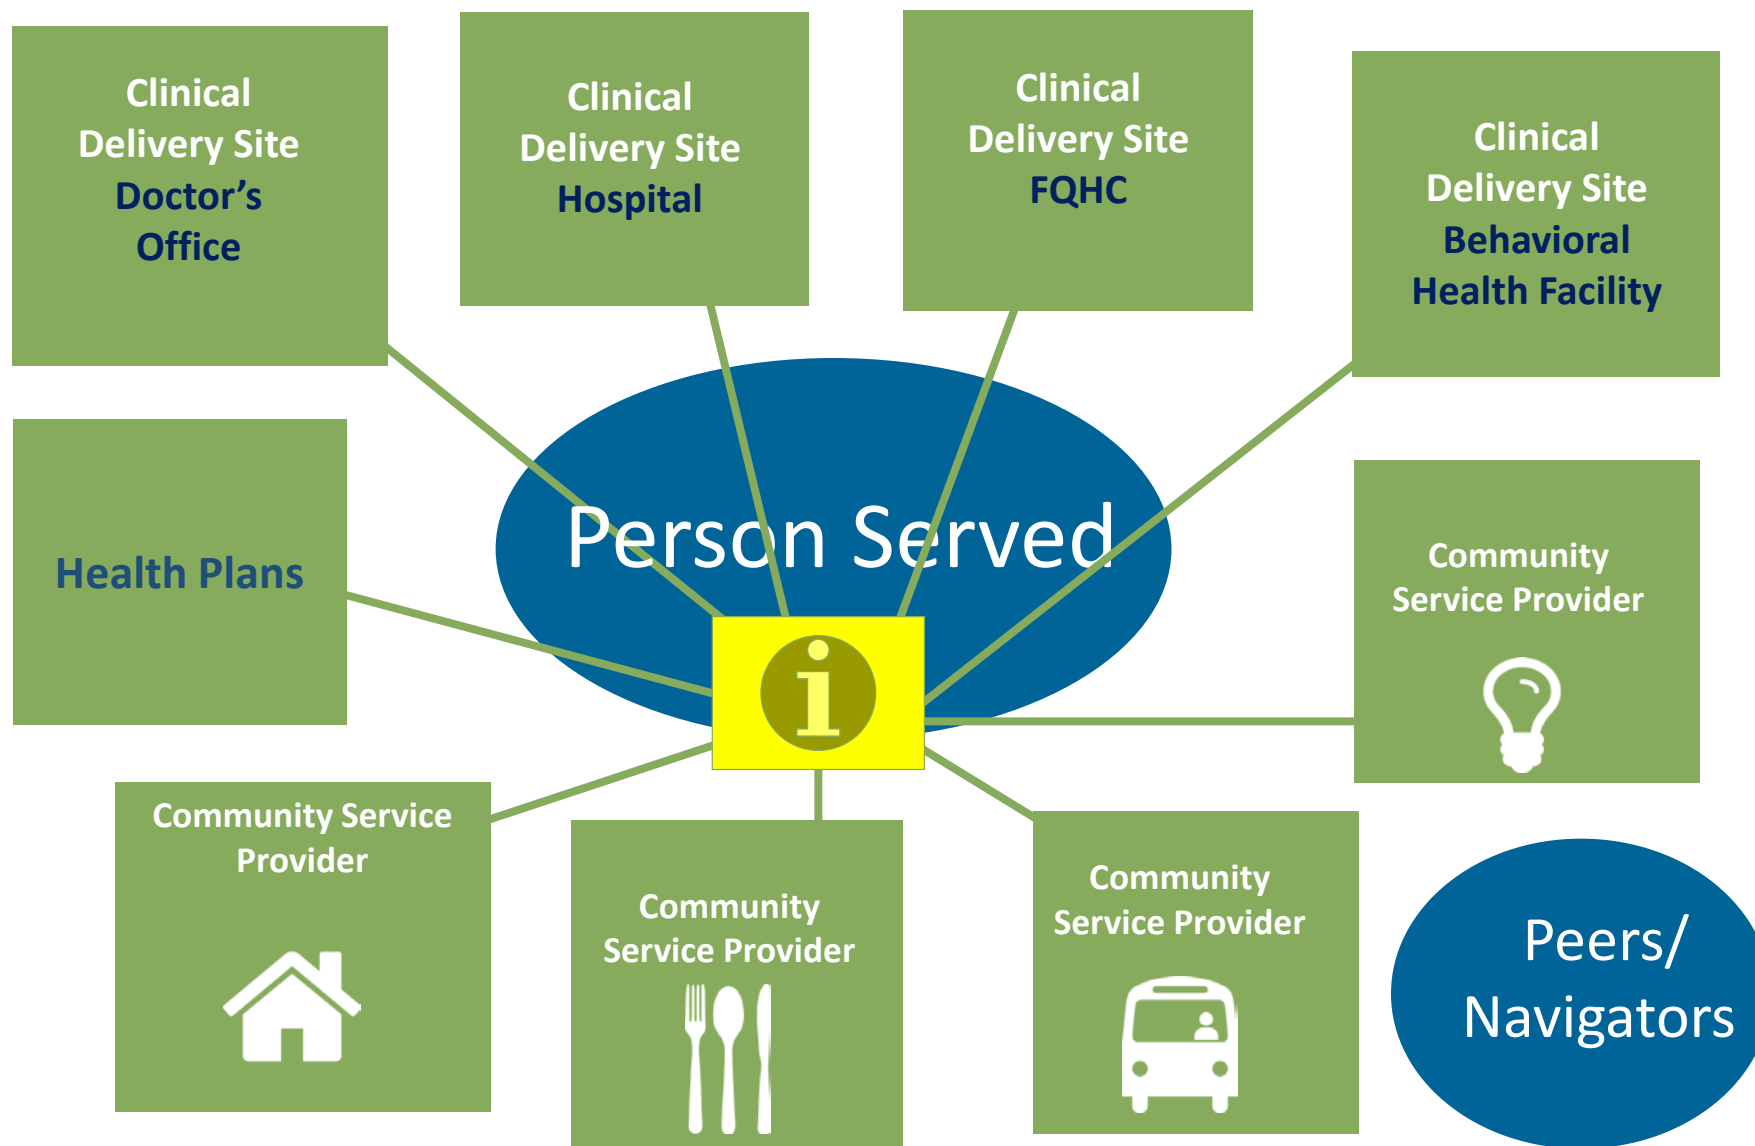 Clinical
Delivery Site
Doctor's
Office
Clinical
Delivery Site
Hospital
Clinical
Delivery Site
FQHC
Clinical
Delivery Site
Behavioral
Health Facility
Health Plans
Person Served
i
Community
Service Provider
Community Service
Provider
Community
Service Provider
Community
Service Provider
Peers/
Navigators